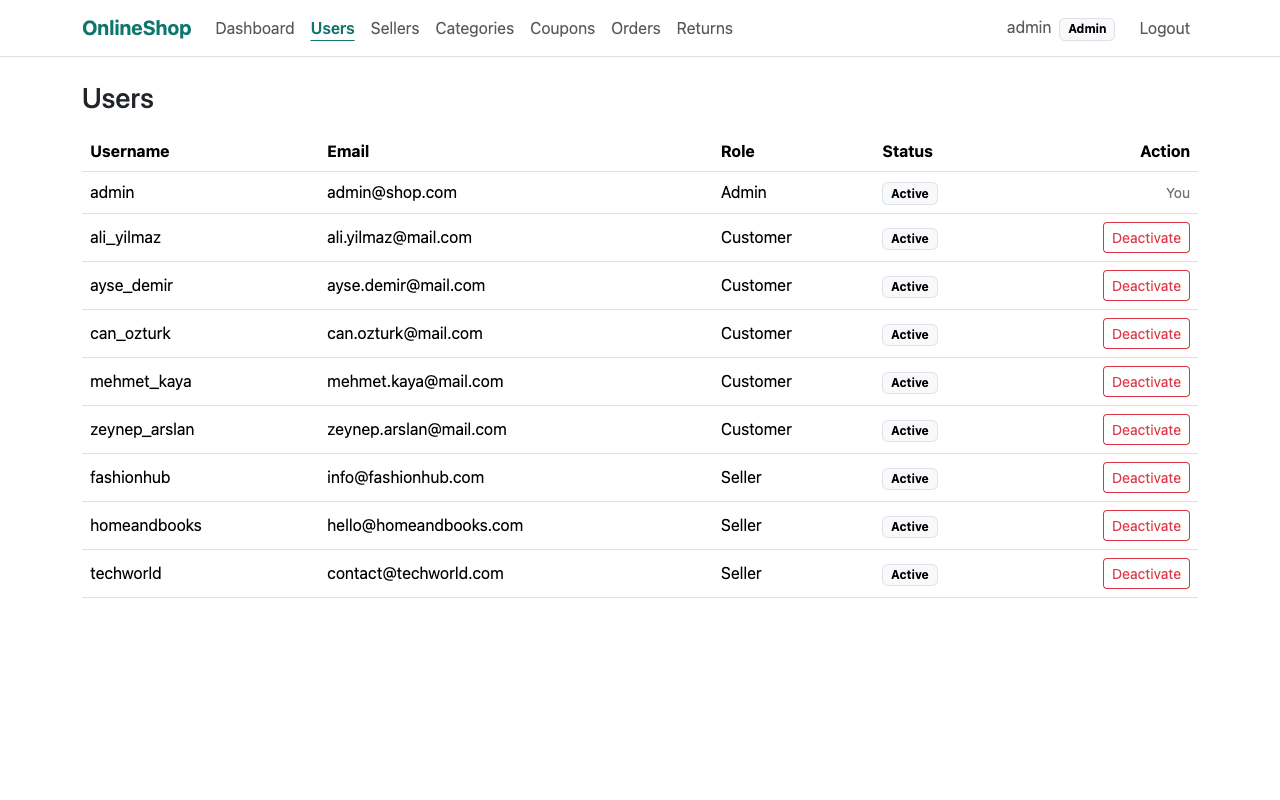 OnlineShop Dashboard Users Sellers Categories Coupons Orders Returns admin Admin Logout
Users
Username Email Role Status Action
admin admin@shop.com Admin Active You
ali_yilmaz ali.yilmaz@mail.com Customer Active Deactivate
ayse_demir ayse.demir@mail.com Customer Active Deactivate
can_ozturk can.ozturk@mail.com Customer Active Deactivate
mehmet_kaya mehmet.kaya@mail.com Customer Active Deactivate
zeynep_arslan zeynep.arslan@mail.com Customer Active Deactivate
fashionhub info@fashionhub.com Seller Active Deactivate
homeandbooks hello@homeandbooks.com Seller Active Deactivate
techworld contact@techworld.com Seller Active Deactivate